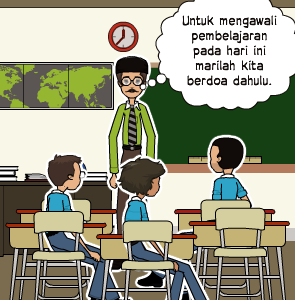 Untuk mengawali
pembelajaran
pada hari ini
marilah kita
berdoa dahulu.